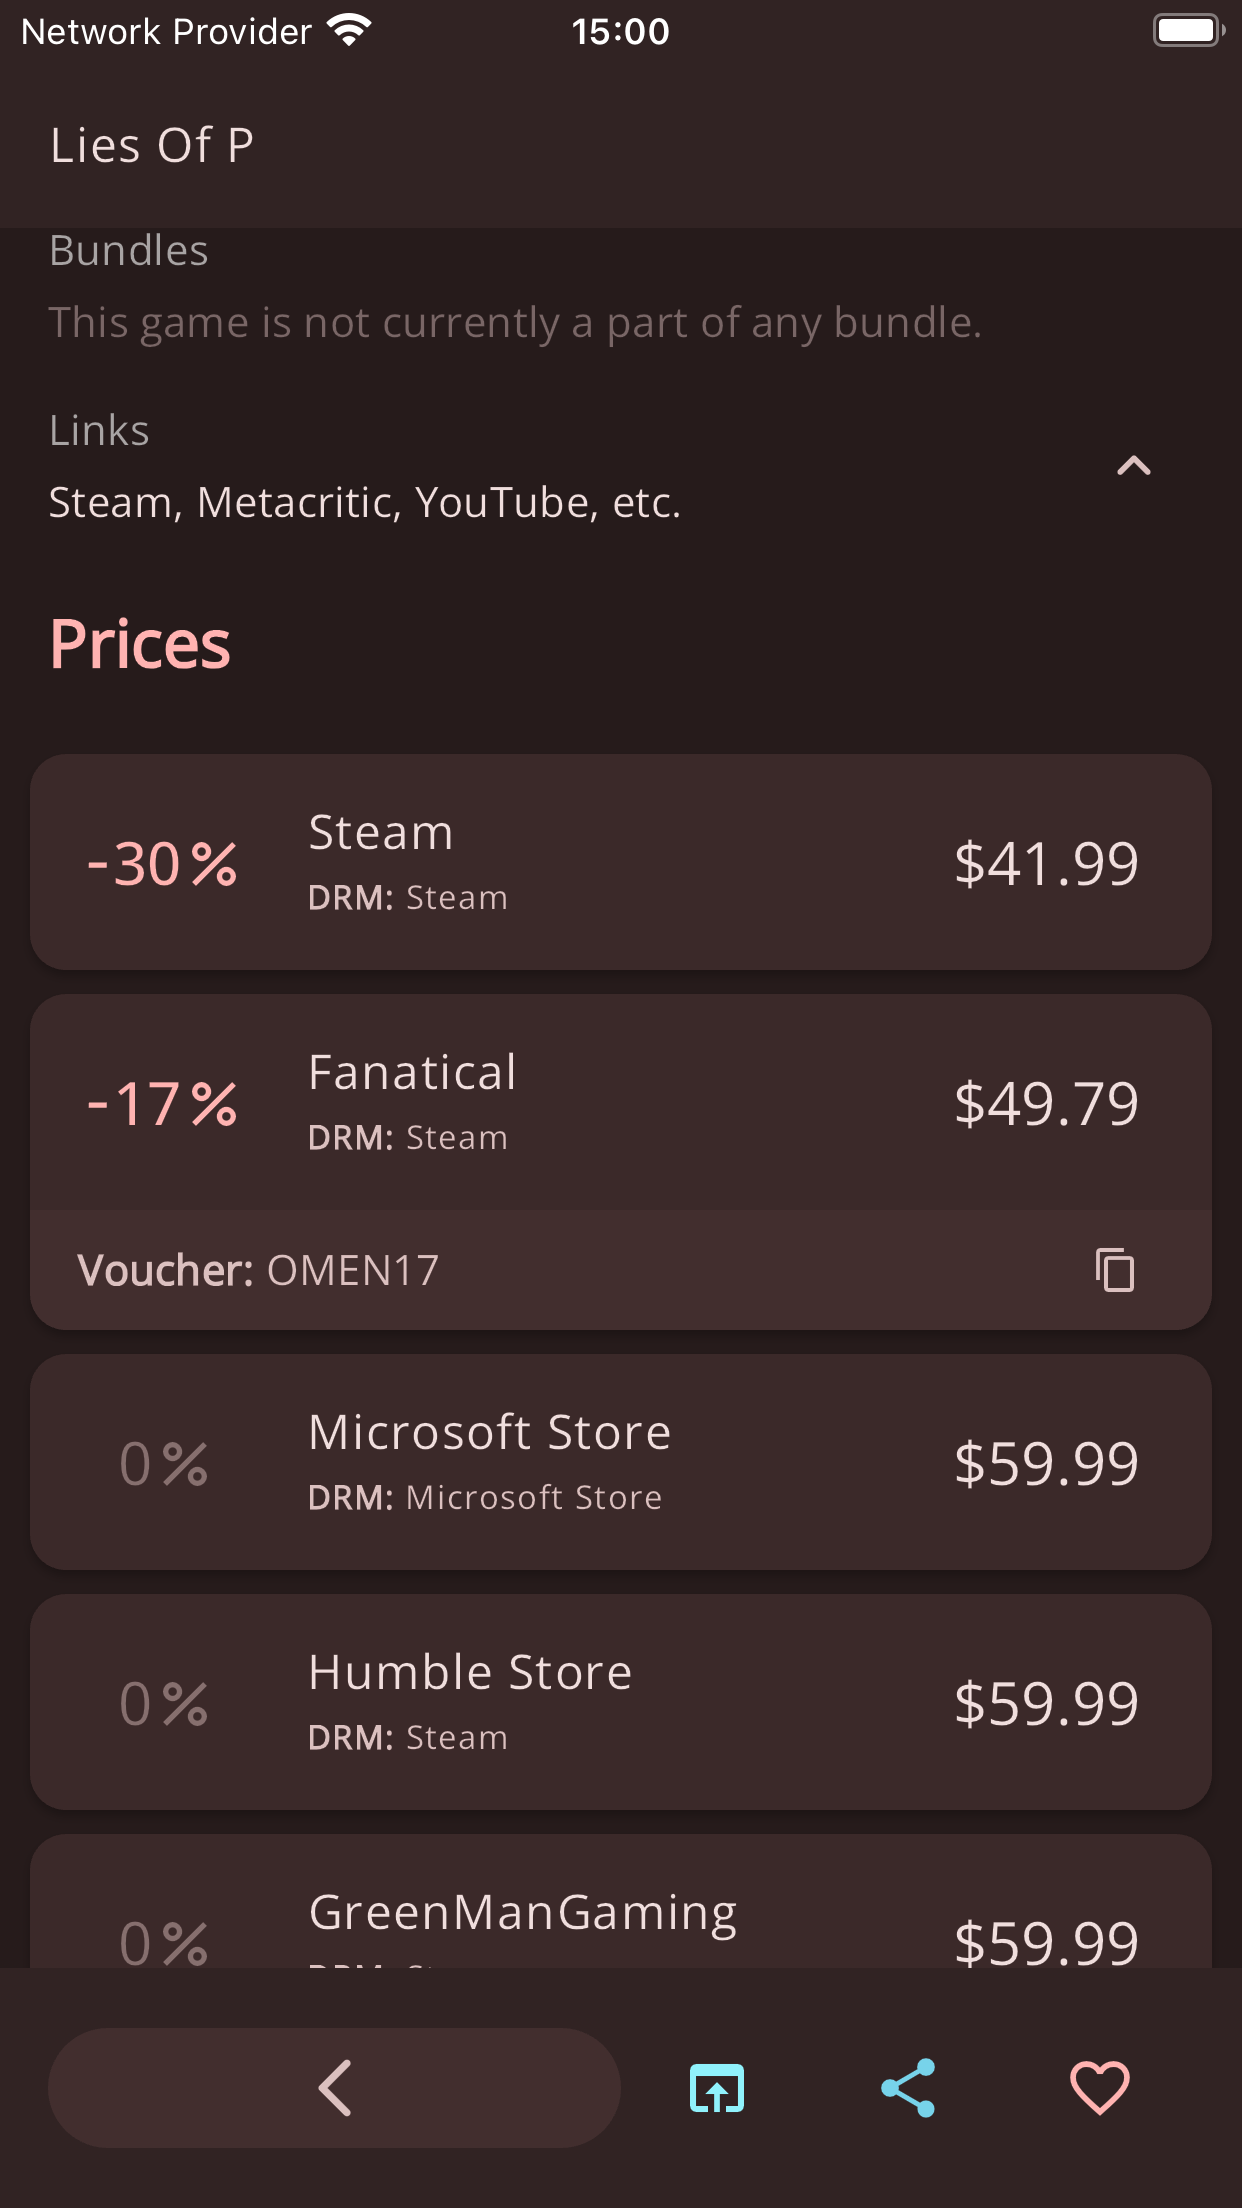 Network Provider 15:00
Lies Of P
Bundles
This game is not currently a part of any bundle.
Links
Steam, Metacritic, YouTube, etc.
Prices
-30% Steam $41.99
DRM: Steam
-17% Fanatical $49.79
DRM: Steam
Voucher: OMEN17
0% Microsoft Store $59.99
DRM: Microsoft Store
0% Humble Store $59.99
DRM: Steam
0% GreenManGaming $59.99